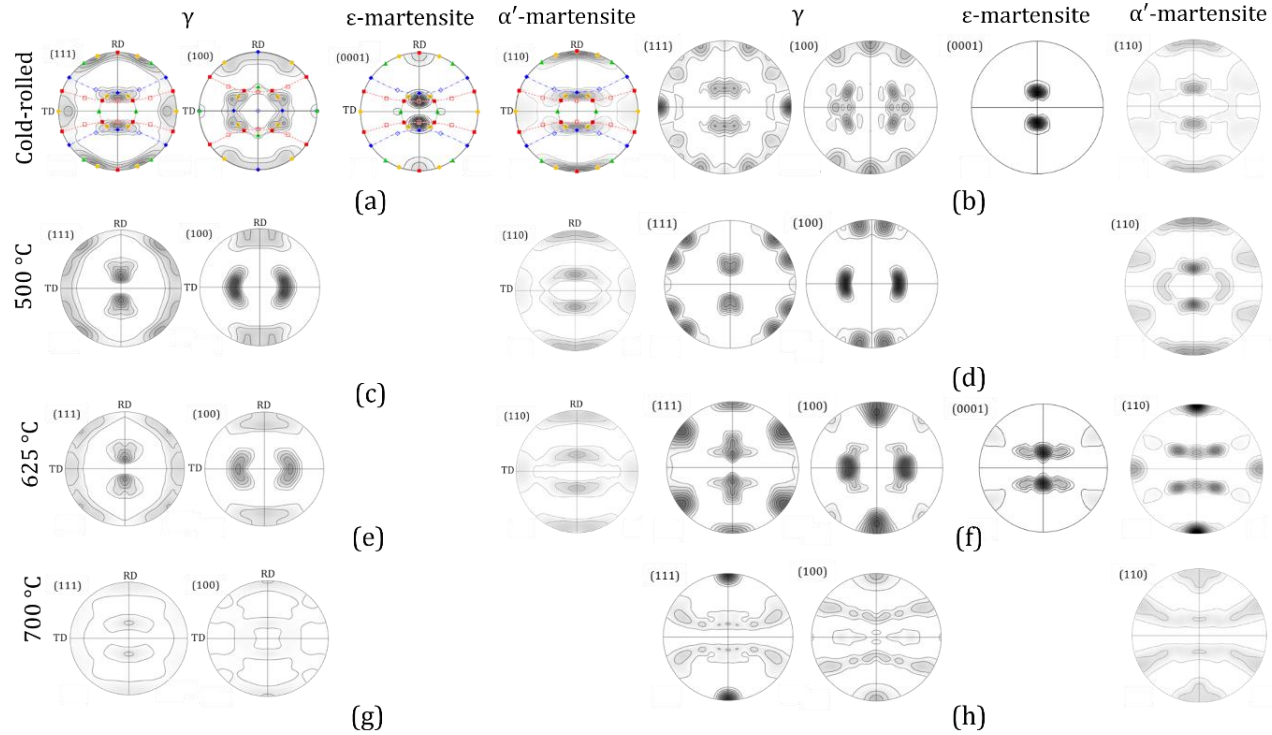 γ ε-martensite α′-martensite γ ε-martensite α′-martensite
Cold-rolled
(111) RD TD (100) RD (0001) RD TD (110) RD (111) (100) (0001) (110)
(a) (b)
500 °C
(111) RD TD (100) RD TD (110) RD TD (111) (100) (110)
(c) (d)
625 °C
(111) RD TD (100) RD TD (110) RD TD (111) (100) (0001) (110)
(e) (f)
700 °C
(111) RD TD (100) RD TD (111) (100) (110)
(g) (h)